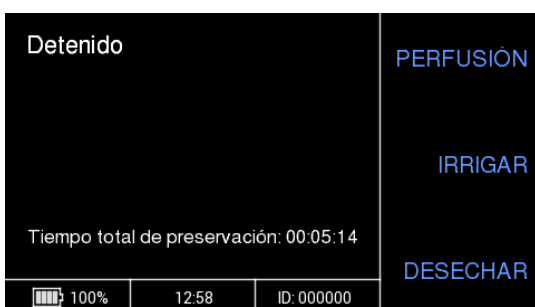 Detenido
Tiempo total de preservación: 00:05:14
100%
12:58
ID: 000000
PERFUSIÓN
IRRIGAR
DESECHAR